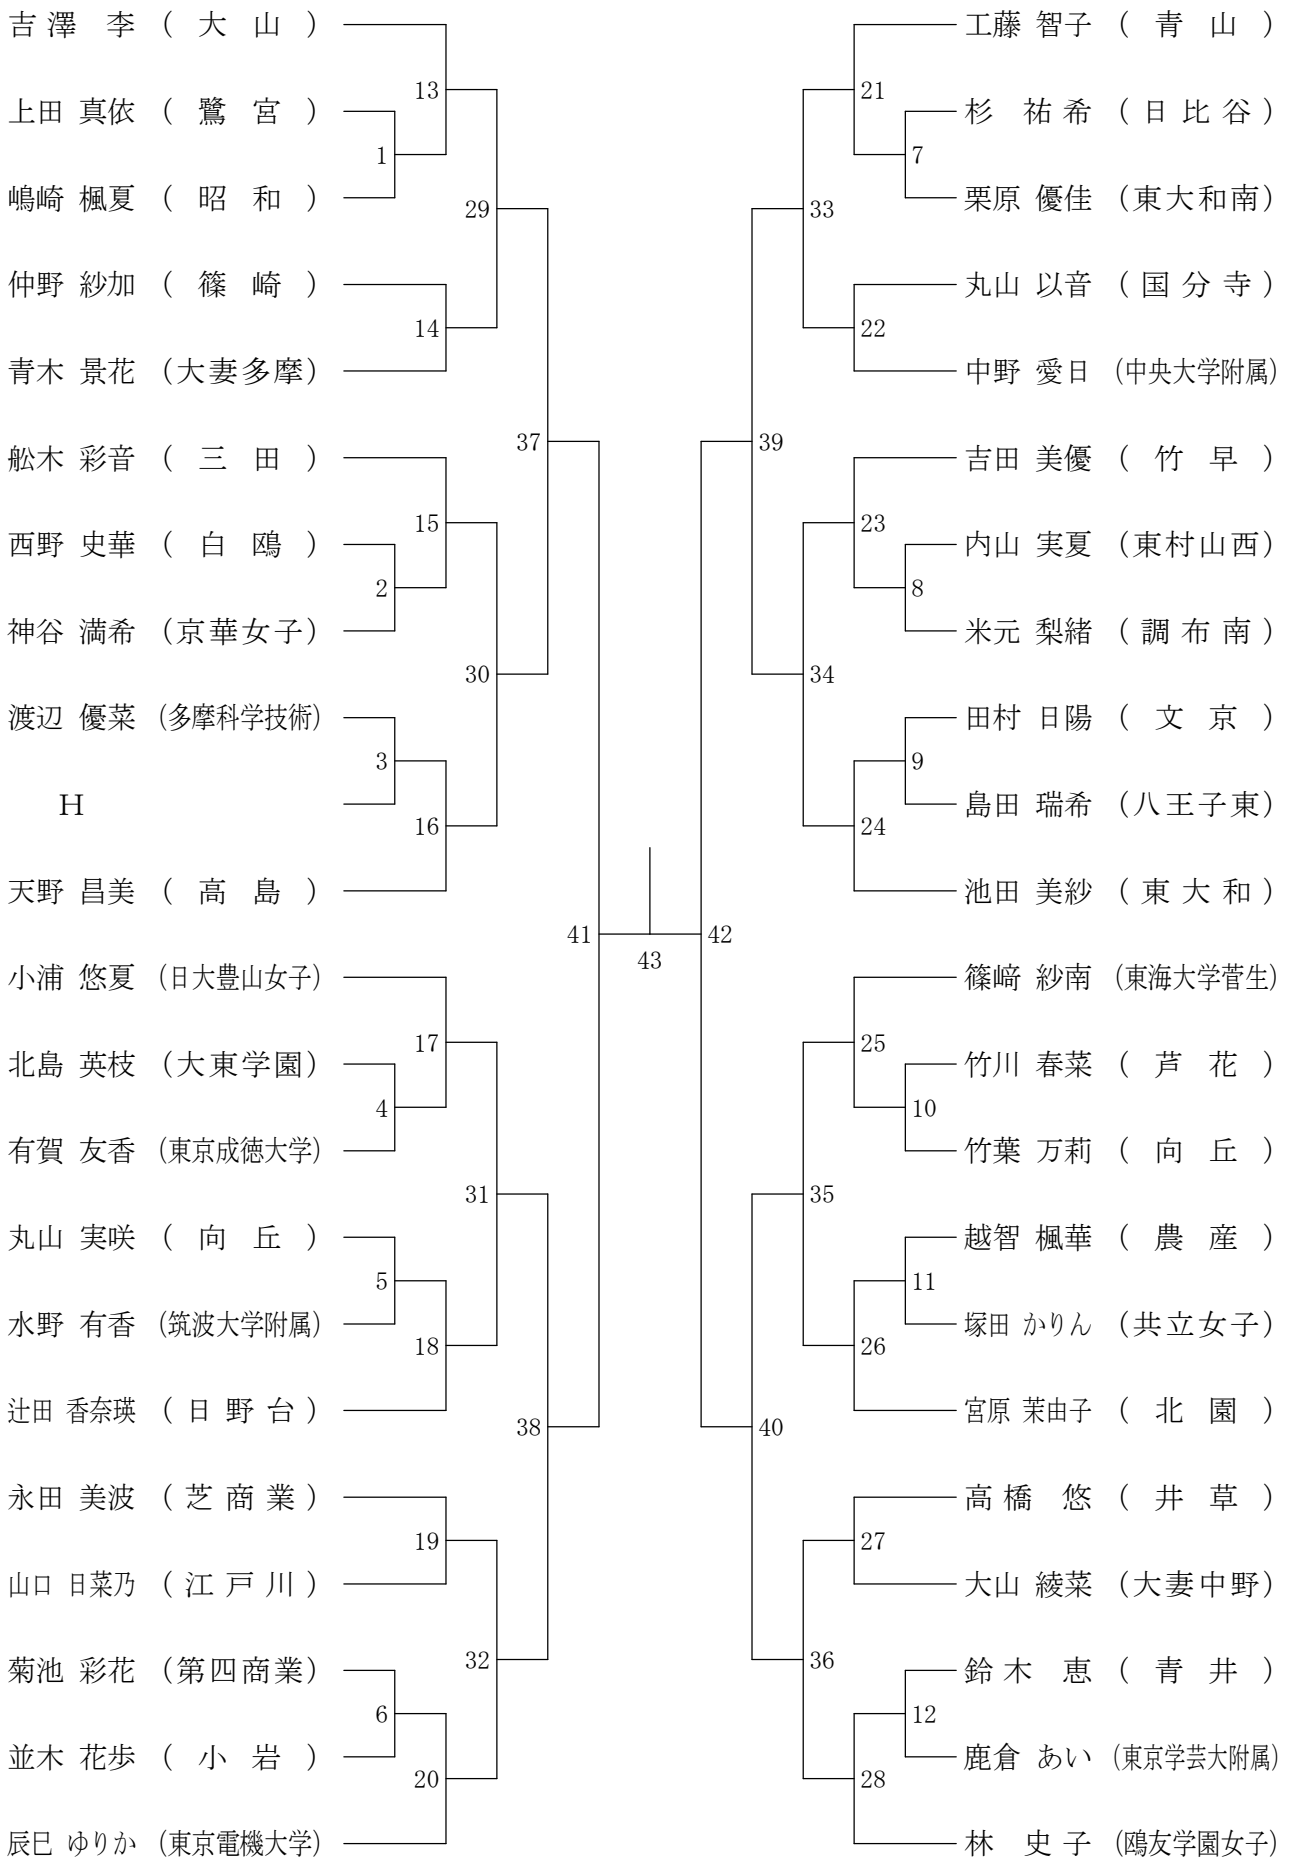 吉澤 李 (大山)
13
上田 真依 (鷺宮)
1
嶋崎 楓夏 (昭和)
29
仲野 紗加 (篠崎)
14
青木 景花 (大妻多摩)
37
舩木 彩音 (三田)
15
西野 史華 (白鴎)
2
神谷 満希 (京華女子)
30
渡辺 優菜 (多摩科学技術)
3
H
16
天野 昌美 (高島)
41
43
小浦 悠夏 (日大豊山女子)
17
北島 英枝 (大東学園)
4
有賀 友香 (東京成徳大学)
31
丸山 実咲 (向丘)
5
水野 有香 (筑波大学附属)
18
辻田 香奈瑛 (日野台)
38
永田 美波 (芝商業)
19
山口 日菜乃 (江戸川)
32
菊池 彩花 (第四商業)
6
並木 花歩 (小岩)
20
辰巳 ゆりか (東京電機大学)
工藤 智子 (青山)
21
杉 祐希 (日比谷)
7
栗原 優佳 (東大和南)
33
丸山 以音 (国分寺)
22
中野 愛日 (中央大学附属)
39
吉田 美優 (竹早)
23
内山 実夏 (東村山西)
8
米元 梨緒 (調布南)
34
田村 日陽 (文京)
9
島田 瑞希 (八王子東)
24
池田 美紗 (東大和)
42
篠﨑 紗南 (東海大学菅生)
25
竹川 春菜 (芦花)
10
竹葉 万莉 (向丘)
35
越智 楓華 (農産)
11
塚田 かりん (共立女子)
26
宮原 茉由子 (北園)
40
高橋 悠 (井草)
27
大山 綾菜 (大妻中野)
36
鈴木 恵 (青井)
12
鹿倉 あい (東京学芸大附属)
28
林 史子 (鴎友学園女子)